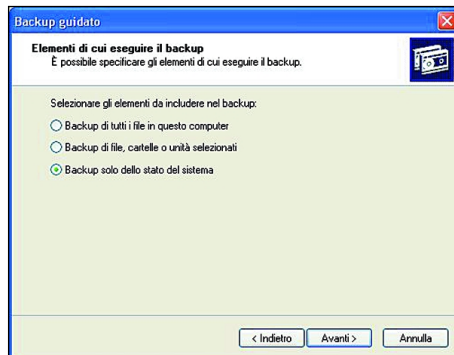 Backup guidato
Elementi di cui eseguire il backup
È possibile specificare gli elementi di cui eseguire il backup.
Selezionare gli elementi da includere nel backup:
Backup di tutti i file in questo computer
Backup di file, cartelle o unità selezionati
Backup solo dello stato del sistema
< Indietro
Avanti >
Annulla